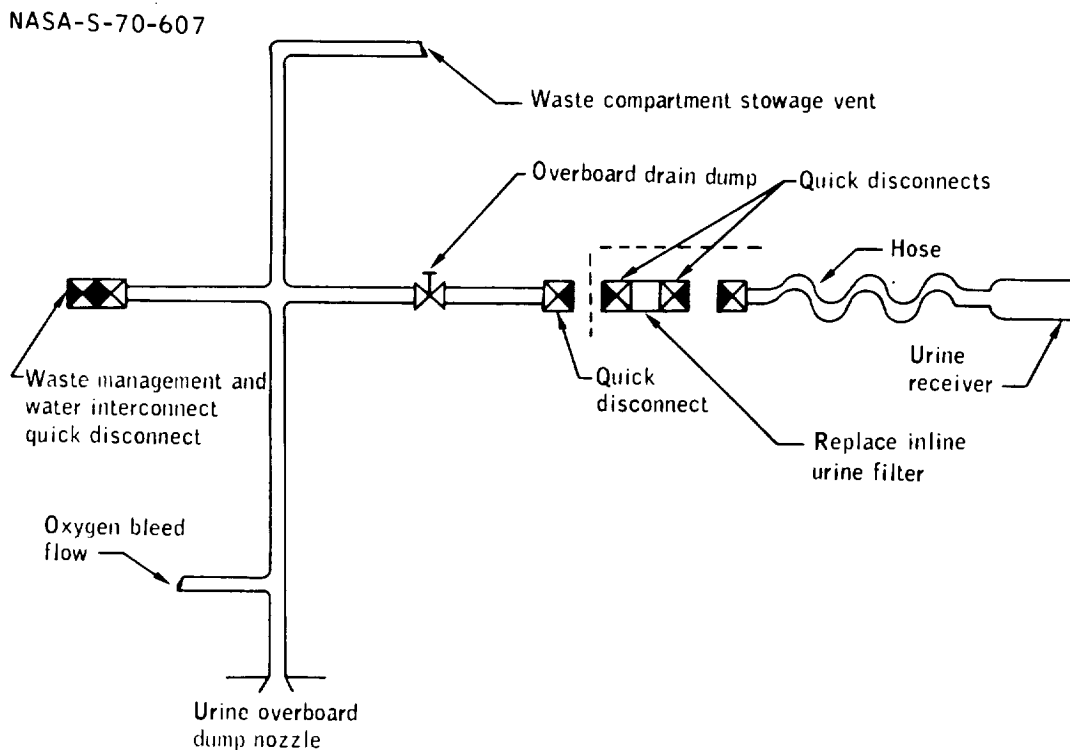 NASA-S-70-607
Waste compartment stowage vent
Overboard drain dump
Quick disconnects
Hose
Waste management and
water interconnect
quick disconnect
Quick
disconnect
Urine
receiver
Replace inline
urine filter
Oxygen bleed
flow
Urine overboard
dump nozzle